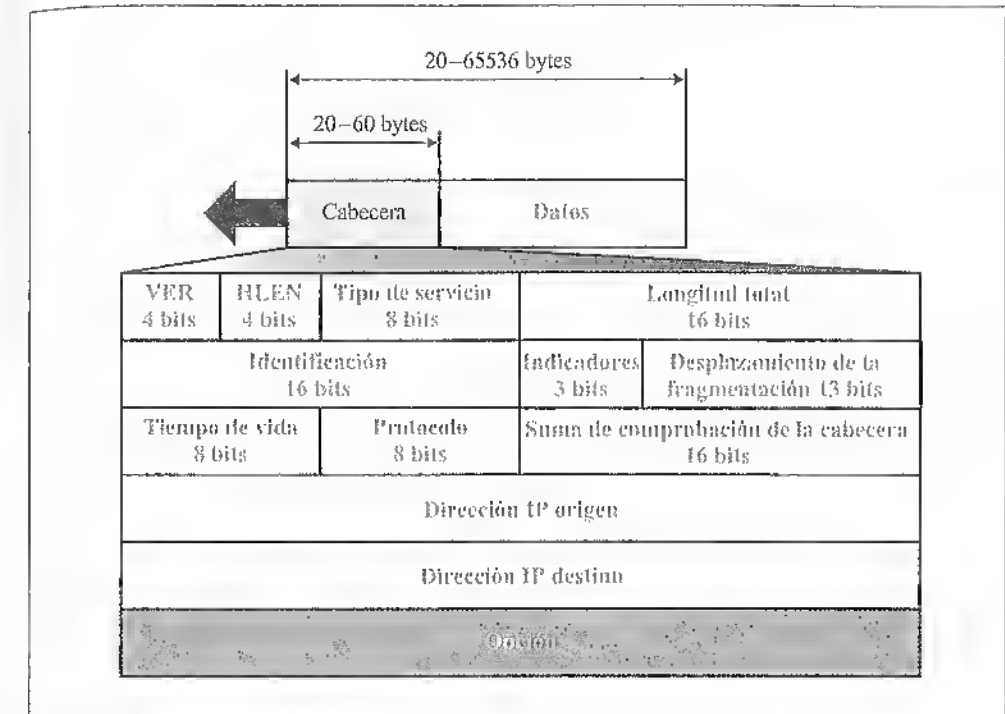 20–65536 bytes
20–60 bytes
Cabecera
Datos
VER
4 bits
HLEN
4 bits
Tipo de servicio
8 bits
Longitud total
16 bits
Identificación
16 bits
Indicadores
3 bits
Desplazamiento de la
fragmentación 13 bits
Tiempo de vida
8 bits
Protocolo
8 bits
Suma de comprobación de la cabecera
16 bits
Dirección IP origen
Dirección IP destino
Opción